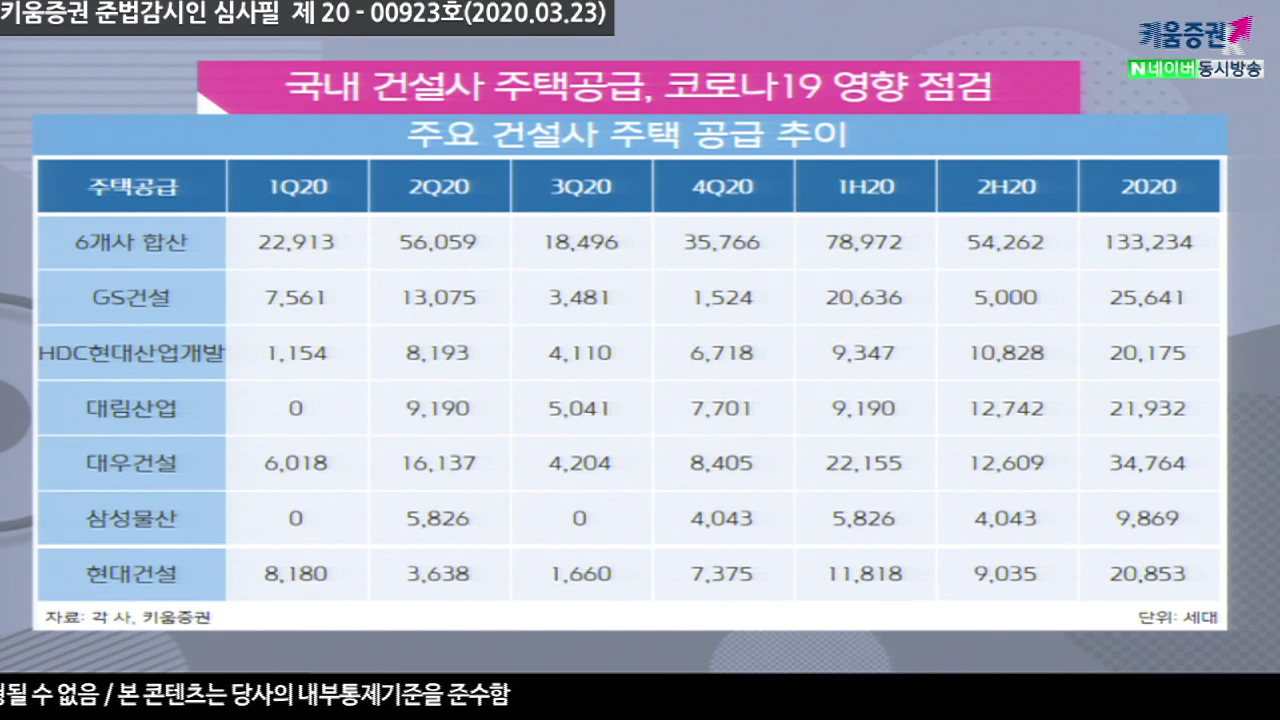 키움증권 준법감시인 심사필 제 20 - 00923호(2020.03.23)
키움증권
N 네이버 동시방송
국내 건설사 주택공급, 코로나19 영향 점검
주요 건설사 주택 공급 추이
주택공급 1Q20 2Q20 3Q20 4Q20 1H20 2H20 2020
6개사 합산 22,913 56,059 18,496 35,766 78,972 54,262 133,234
GS건설 7,561 13,075 3,481 1,524 20,636 5,000 25,641
HDC현대산업개발 1,154 8,193 4,110 6,718 9,347 10,828 20,175
대림산업 0 9,190 5,041 7,701 9,190 12,742 21,932
대우건설 6,018 16,137 4,204 8,405 22,155 12,609 34,764
삼성물산 0 5,826 0 4,043 5,826 4,043 9,869
현대건설 8,180 3,638 1,660 7,375 11,818 9,035 20,853
자료: 각 사, 키움증권 단위: 세대
될 수 없음 / 본 콘텐츠는 당사의 내부통제기준을 준수함